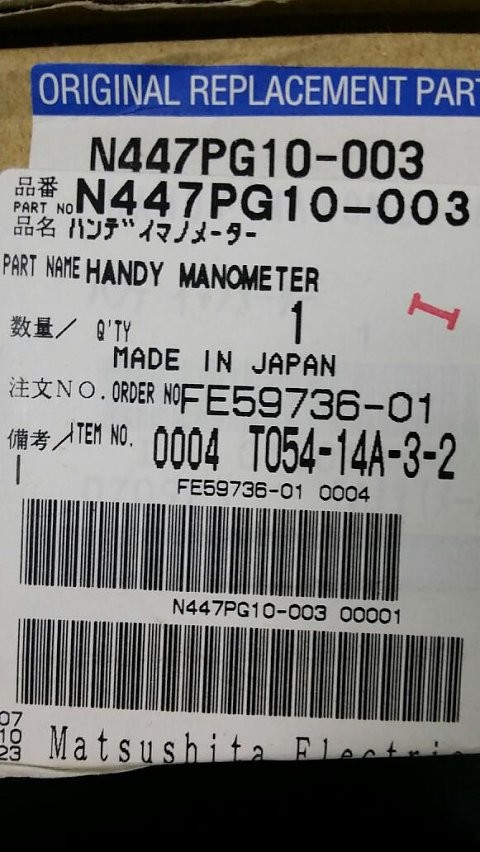 ORIGINAL REPLACEMENT PAR
N447PG10-003
品番
PART NO N447PG10-003
品名 ハンディマノメーター
PART NAME HANDY MANOMETER
数量/ Q'TY 1
MADE IN JAPAN
注文NO. ORDER NO FE59736-01
備考/ITEM NO. 0004 T054-14A-3-2
FE59736-01 0004
N447PG10-003 00001
07
10
23
Matsushita Electric